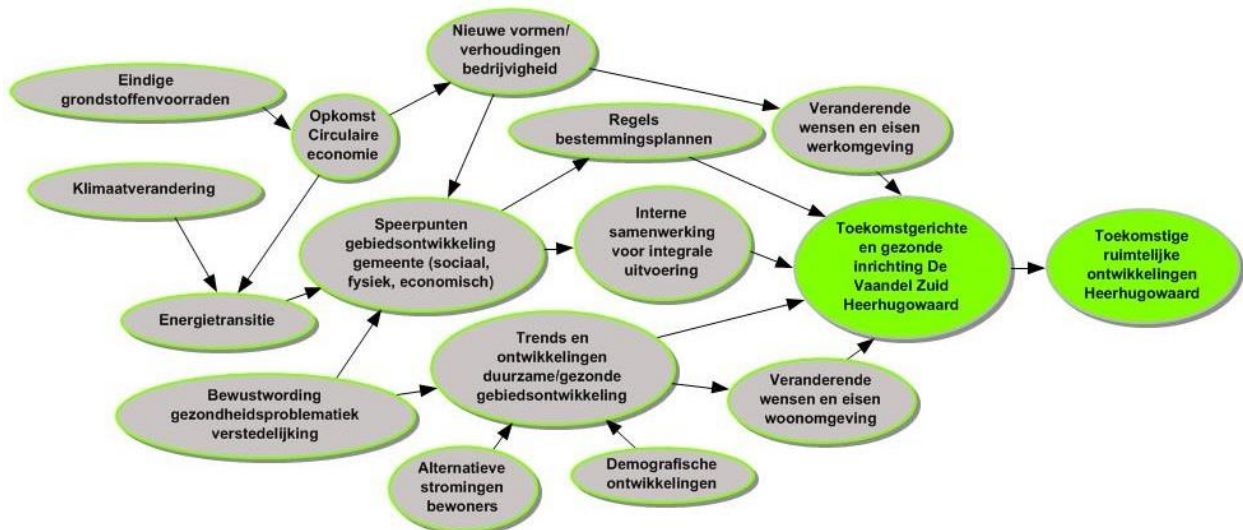 Nieuwe vormen/
verhoudingen
bedrijvigheid
Eindige
grondstoffenvoorraden
Opkomst
Circulaire
economie
Regels
bestemmingsplannen
Veranderende
wensen en eisen
werkomgeving
Klimaatverandering
Speerpunten
gebiedsontwikkeling
gemeente (sociaal,
fysiek, economisch)
Interne
samenwerking
voor integrale
uitvoering
Toekomstgerichte
en gezonde
inrichting De
Vaandel Zuid
Heerhugowaard
Toekomstige
ruimtelijke
ontwikkelingen
Heerhugowaard
Energietransitie
Trends en
ontwikkelingen
duurzame/gezonde
gebiedsontwikkeling
Bewustwording
gezondheidsproblematiek
verstedelijking
Veranderende
wensen en eisen
woonomgeving
Alternatieve
stromingen
bewoners
Demografische
ontwikkelingen